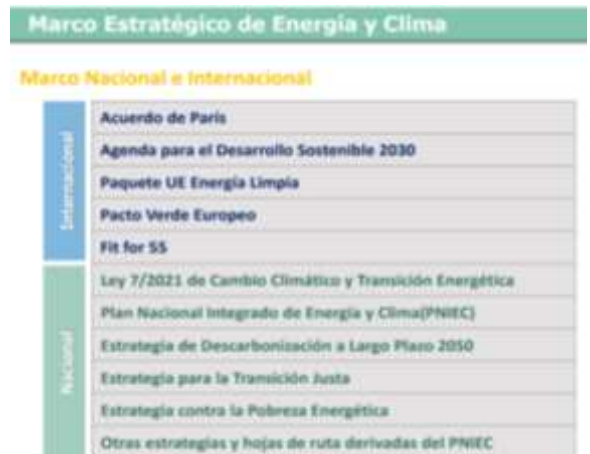 Marco Estratégico de Energía y Clima
Marco Nacional e Internacional
Internacional
Acuerdo de París
Agenda para el Desarrollo Sostenible 2030
Paquete UE Energía Limpia
Pacto Verde Europeo
Fit for 55
Nacional
Ley 7/2021 de Cambio Climático y Transición Energética
Plan Nacional Integrado de Energía y Clima(PNIEC)
Estrategia de Descarbonización a Largo Plazo 2050
Estrategia para la Transición Justa
Estrategia contra la Pobreza Energética
Otras estrategias y hojas de ruta derivadas del PNIEC